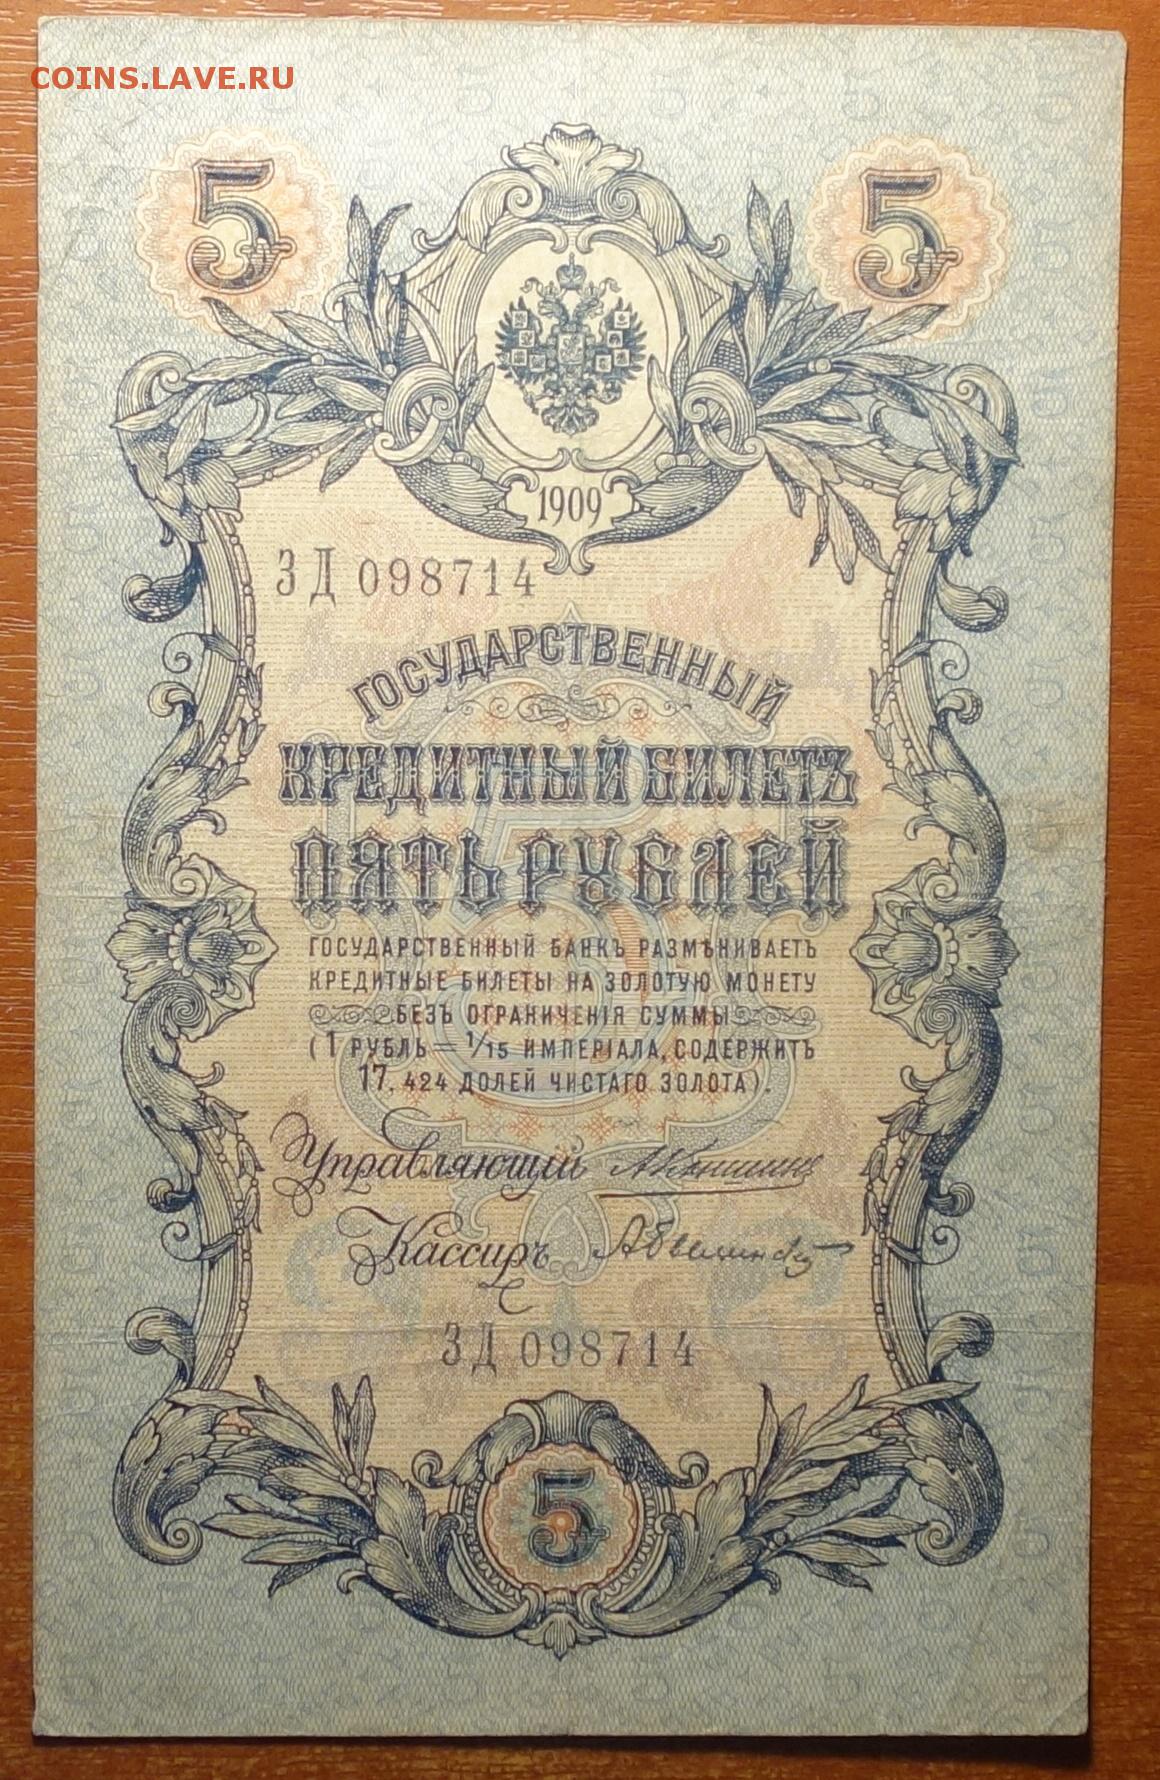 COINS.LAVE.RU
5 5
1909
ЗД 098714
ГОСУДАРСТВЕННЫЙ
КРЕДИТНЫЙ БИЛЕТЪ
ПЯТЬ РУБЛЕЙ
ГОСУДАРСТВЕННЫЙ БАНКЪ РАЗМѢНИВАЕТЪ
КРЕДИТНЫЕ БИЛЕТЫ НА ЗОЛОТУЮ МОНЕТУ
БЕЗЪ ОГРАНИЧЕНІЯ СУММЫ
(1 РУБЛЬ = 1/15 ИМПЕРІАЛА, СОДЕРЖИТЪ
17,424 ДОЛЕЙ ЧИСТАГО ЗОЛОТА).
Управляющій
Кассиръ
ЗД 098714
5